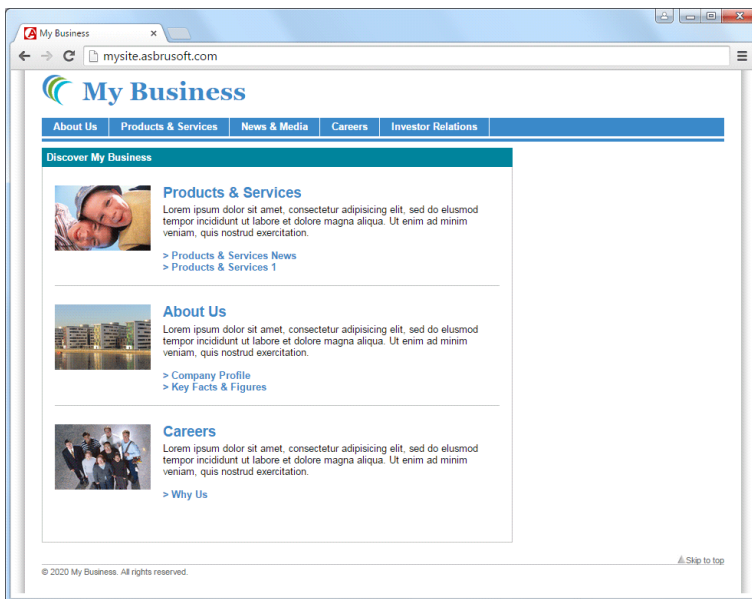 My Business
mysite.asbrusoft.com
My Business
About Us Products & Services News & Media Careers Investor Relations
Discover My Business
Products & Services
Lorem ipsum dolor sit amet, consectetur adipisicing elit, sed do elusmod
tempor incididunt ut labore et dolore magna aliqua. Ut enim ad minim
veniam, quis nostrud exercitation.
> Products & Services News
> Products & Services 1
About Us
Lorem ipsum dolor sit amet, consectetur adipisicing elit, sed do elusmod
tempor incididunt ut labore et dolore magna aliqua. Ut enim ad minim
veniam, quis nostrud exercitation.
> Company Profile
> Key Facts & Figures
Careers
Lorem ipsum dolor sit amet, consectetur adipisicing elit, sed do elusmod
tempor incididunt ut labore et dolore magna aliqua. Ut enim ad minim
veniam, quis nostrud exercitation.
> Why Us
Skip to top
© 2020 My Business. All rights reserved.